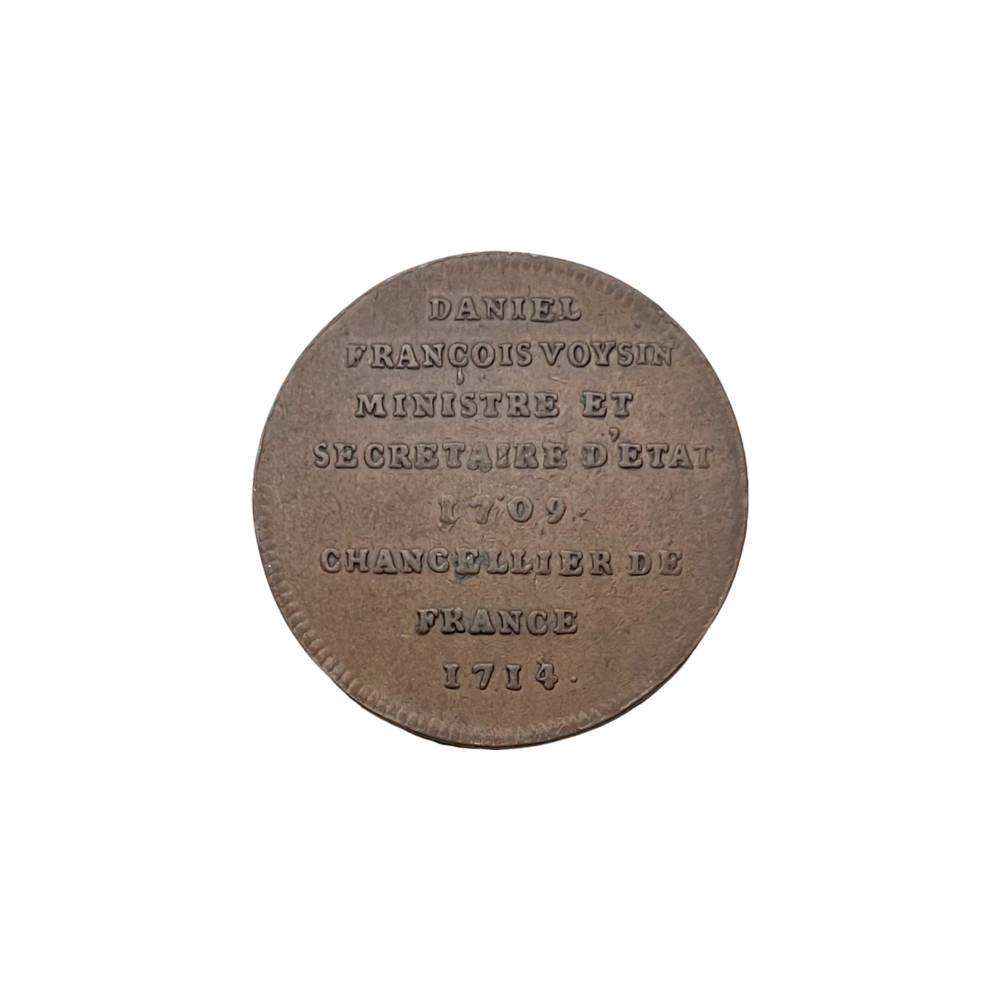 DANIEL
FRANÇOIS VOYSIN
MINISTRE ET
SECRETAIRE D'ETAT
1709.
CHANCELLIER DE
FRANCE
1714.